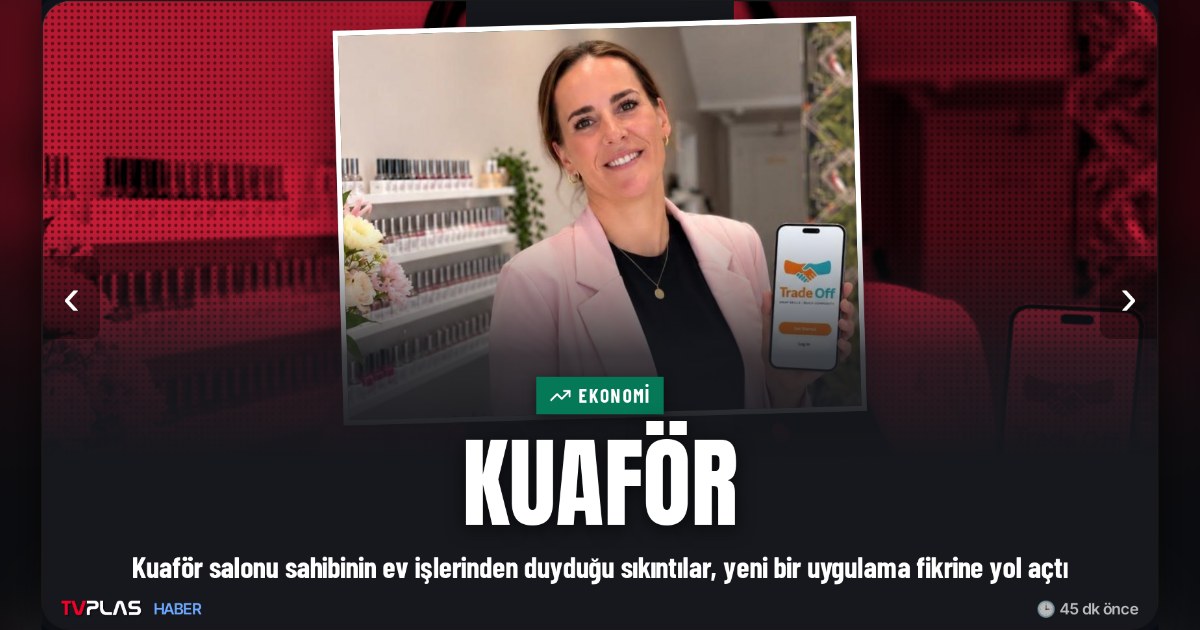 Trade Off
EKONOMİ
KUAFÖR
Kuaför salonu sahibinin ev işlerinden duyduğu sıkıntılar, yeni bir uygulama fikrine yol açtı
TVPLAS HABER
45 dk önce